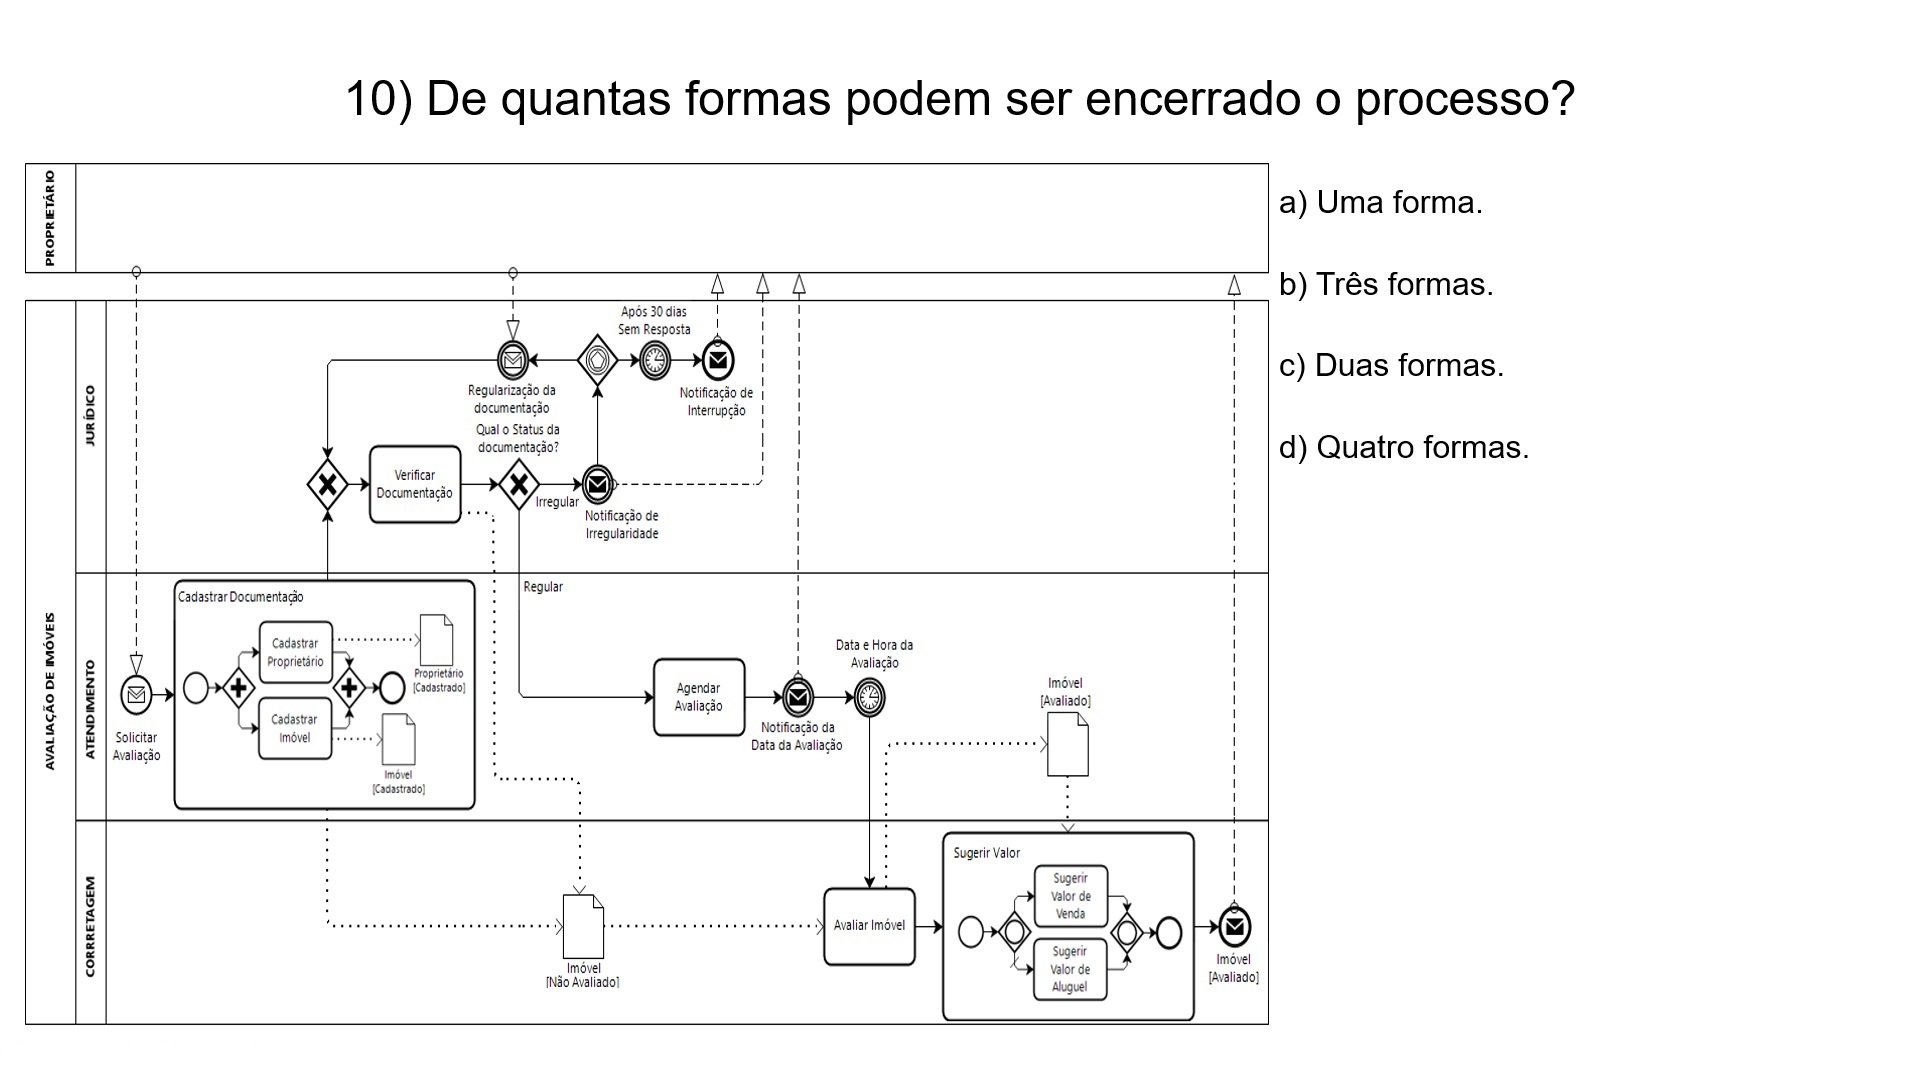 10) De quantas formas podem ser encerrado o processo?
a) Uma forma.
b) Três formas.
c) Duas formas.
d) Quatro formas.
PROPRIETÁRIO
AVALIAÇÃO DE IMÓVEIS
JURÍDICO
Após 30 dias
Sem Resposta
Regularização da
documentação
Notificação de
Interrupção
Qual o Status da
documentação?
Verificar
Documentação
Irregular
Notificação de
Irregularidade
ATENDIMENTO
Regular
Cadastrar Documentação
Cadastrar
Proprietário
Proprietário
[Cadastrado]
Cadastrar
Imóvel
Imóvel
[Cadastrado]
Solicitar
Avaliação
Agendar
Avaliação
Notificação da
Data da Avaliação
Data e Hora da
Avaliação
Imóvel
[Avaliado]
CORRETAGEM
Imóvel
[Não Avaliado]
Avaliar Imóvel
Sugerir Valor
Sugerir
Valor de
Venda
Sugerir
Valor de
Aluguel
Imóvel
[Avaliado]